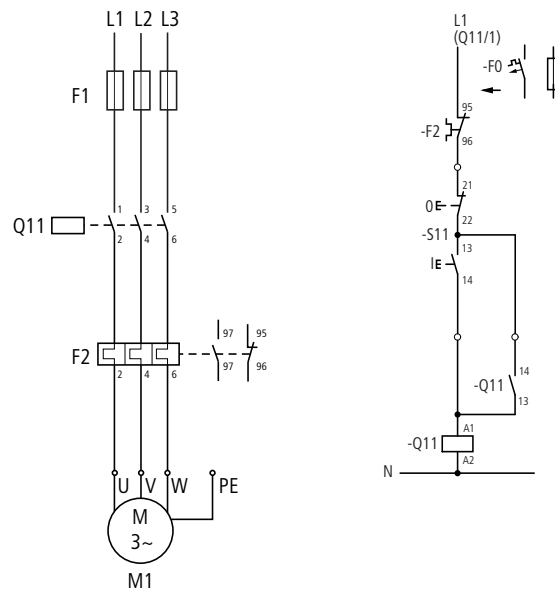 L1 L2 L3
F1
Q11
1 3 5
2 4 6
F2
97 95
97 96
2 4 6
U V W PE
M
3~
M1
L1
(Q11/1)
-F0
95
-F2
96
21
0
22
-S11
13
I
14
14
-Q11
13
A1
-Q11
A2
N